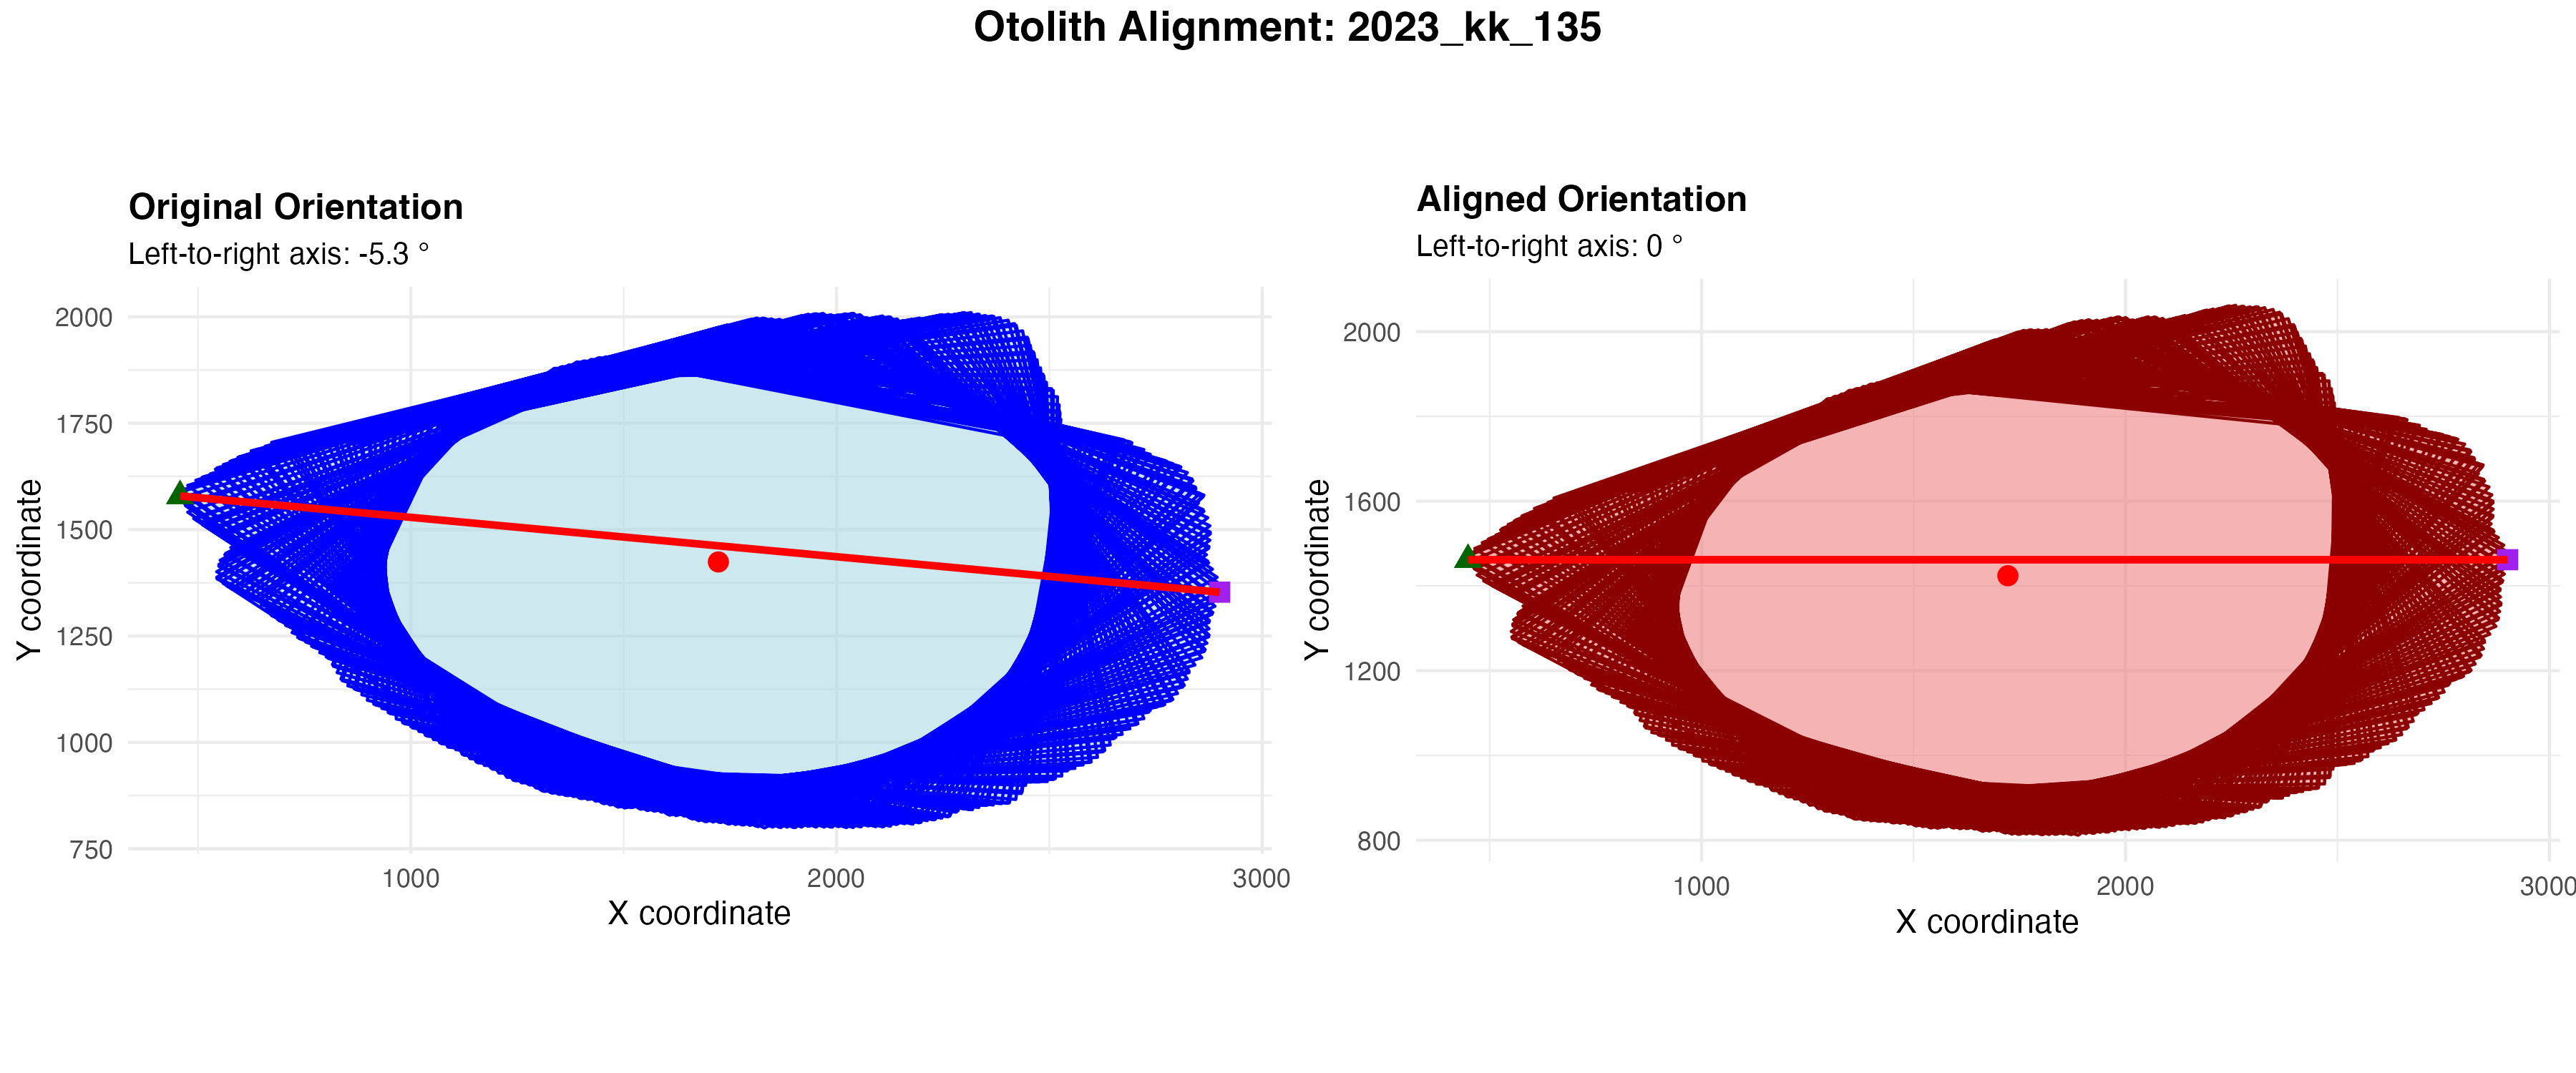 Otolith Alignment: 2023_kk_135
Original Orientation
Left-to-right axis: -5.3 °
2000
1750
1500
1250
1000
750
Y coordinate
1000
2000
3000
X coordinate
Aligned Orientation
Left-to-right axis: 0 °
2000
1600
1200
800
Y coordinate
1000
2000
3000
X coordinate